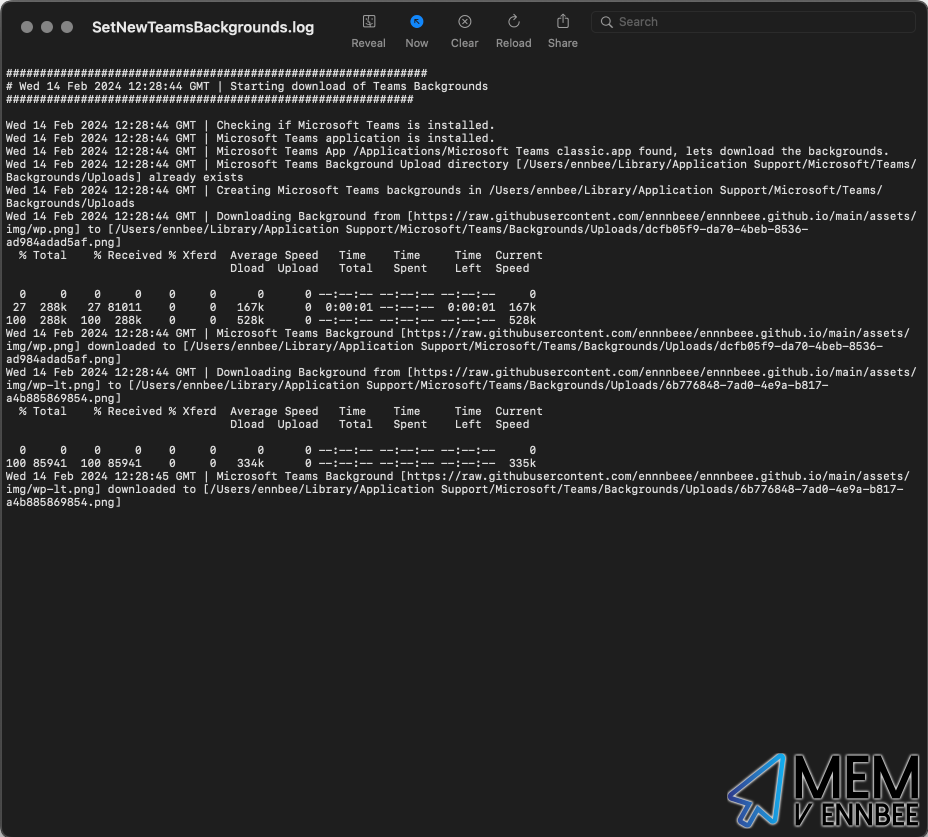 SetNewTeamsBackgrounds.log
Reveal
Now
Clear
Reload
Share
Search
##############################################################
# Wed 14 Feb 2024 12:28:44 GMT | Starting download of Teams Backgrounds
############################################################
Wed 14 Feb 2024 12:28:44 GMT | Checking if Microsoft Teams is installed.
Wed 14 Feb 2024 12:28:44 GMT | Microsoft Teams application is installed.
Wed 14 Feb 2024 12:28:44 GMT | Microsoft Teams App /Applications/Microsoft Teams classic.app found, lets download the backgrounds.
Wed 14 Feb 2024 12:28:44 GMT | Microsoft Teams Background Upload directory [/Users/ennbee/Library/Application Support/Microsoft/Teams/
Backgrounds/Uploads] already exists
Wed 14 Feb 2024 12:28:44 GMT | Creating Microsoft Teams backgrounds in /Users/ennbee/Library/Application Support/Microsoft/Teams/
Backgrounds/Uploads
Wed 14 Feb 2024 12:28:44 GMT | Downloading Background from [https://raw.githubusercontent.com/ennnbeee/ennnbeee.github.io/main/assets/
img/wp.png] to [/Users/ennbee/Library/Application Support/Microsoft/Teams/Backgrounds/Uploads/dcfb05f9-da70-4beb-8536-
ad984adad5af.png]
% Total % Received % Xferd Average Speed Time Time Time Current
Dload Upload Total Spent Left Speed
0 0 0 0 0 0 0 0 --:--:-- --:--:-- --:--:-- 0
27 288k 27 81011 0 0 167k 0 0:00:01 --:--:-- 0:00:01 167k
100 288k 100 288k 0 0 528k 0 --:--:-- --:--:-- --:--:-- 528k
Wed 14 Feb 2024 12:28:44 GMT | Microsoft Teams Background [https://raw.githubusercontent.com/ennnbeee/ennnbeee.github.io/main/assets/
img/wp.png] downloaded to [/Users/ennbee/Library/Application Support/Microsoft/Teams/Backgrounds/Uploads/dcfb05f9-da70-4beb-8536-
ad984adad5af.png]
Wed 14 Feb 2024 12:28:44 GMT | Downloading Background from [https://raw.githubusercontent.com/ennnbeee/ennnbeee.github.io/main/assets/
img/wp-lt.png] to [/Users/ennbee/Library/Application Support/Microsoft/Teams/Backgrounds/Uploads/6b776848-7ad0-4e9a-b817-
a4b885869854.png]
% Total % Received % Xferd Average Speed Time Time Time Current
Dload Upload Total Spent Left Speed
0 0 0 0 0 0 0 0 --:--:-- --:--:-- --:--:-- 0
100 85941 100 85941 0 0 334k 0 --:--:-- --:--:-- --:--:-- 335k
Wed 14 Feb 2024 12:28:45 GMT | Microsoft Teams Background [https://raw.githubusercontent.com/ennnbeee/ennnbeee.github.io/main/assets/
img/wp-lt.png] downloaded to [/Users/ennbee/Library/Application Support/Microsoft/Teams/Backgrounds/Uploads/6b776848-7ad0-4e9a-b817-
a4b885869854.png]
MEM
V ENNBEE